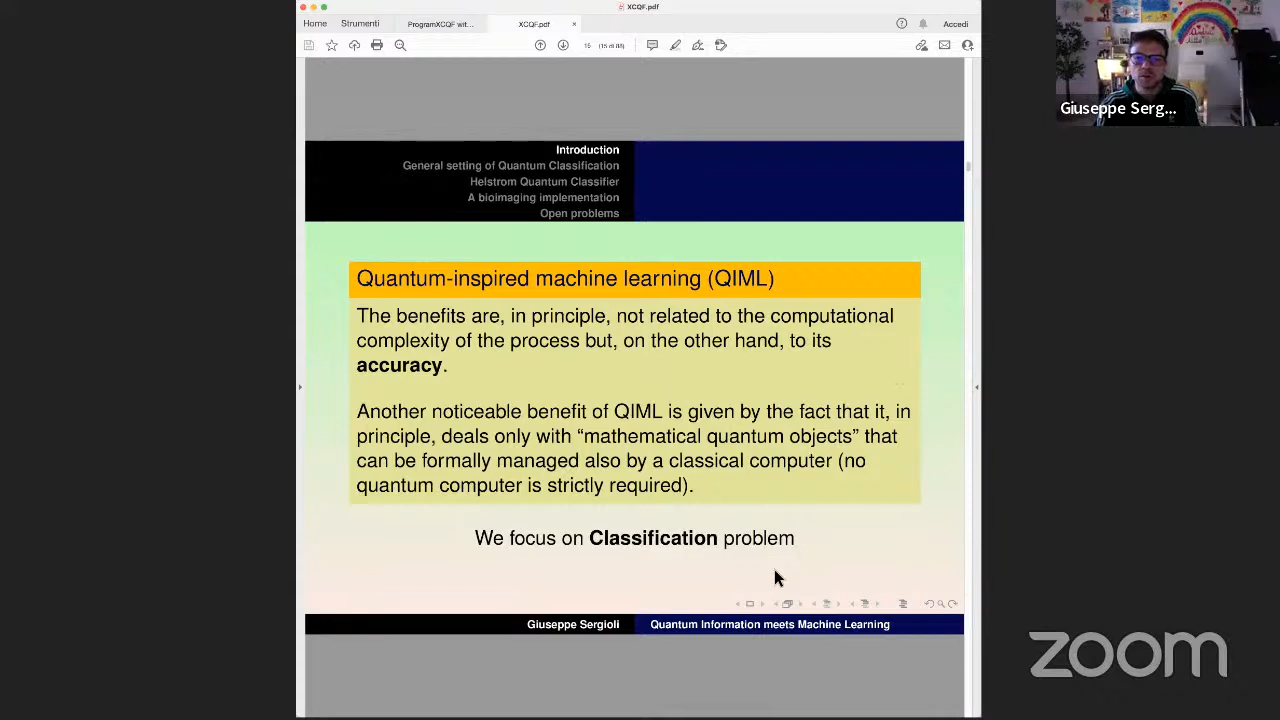 XCQF.pdf
Home
Strumenti
ProgramXCQF wit...
XCQF.pdf
×
Accedi
15
(15 di 88)
Introduction
General setting of Quantum Classification
Helstrom Quantum Classifier
A bioimaging implementation
Open problems
Quantum-inspired machine learning (QIML)
The benefits are, in principle, not related to the computational
complexity of the process but, on the other hand, to its
accuracy.
Another noticeable benefit of QIML is given by the fact that it, in
principle, deals only with “mathematical quantum objects” that
can be formally managed also by a classical computer (no
quantum computer is strictly required).
We focus on Classification problem
Giuseppe Sergioli
Quantum Information meets Machine Learning
Giuseppe Serg...
zoom